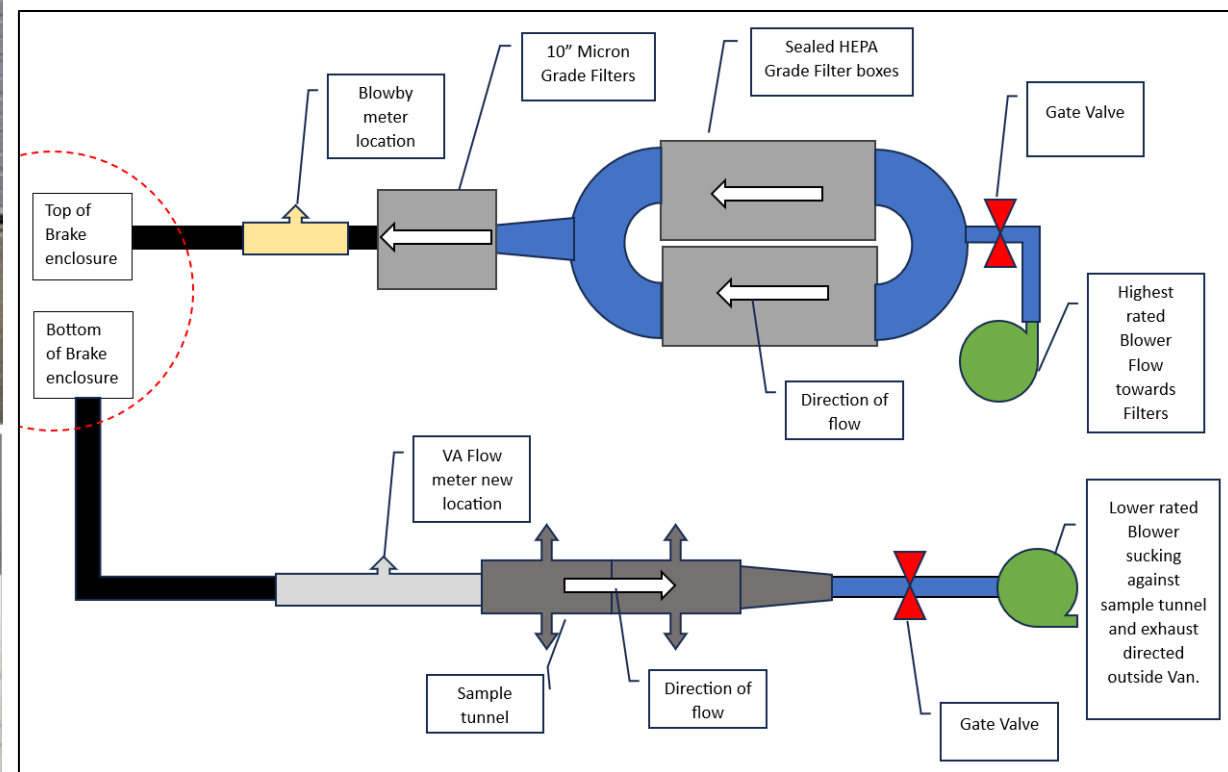 10” Micron
Grade Filters
Sealed HEPA
Grade Filter boxes
Blowby
meter
location
Gate Valve
Top of
Brake
enclosure
Bottom
of Brake
enclosure
Highest
rated
Blower
Flow
towards
Filters
Direction of
flow
VA Flow
meter new
location
Lower rated
Blower
sucking
against
sample tunnel
and exhaust
directed
outside Van.
Sample
tunnel
Direction of
flow
Gate Valve